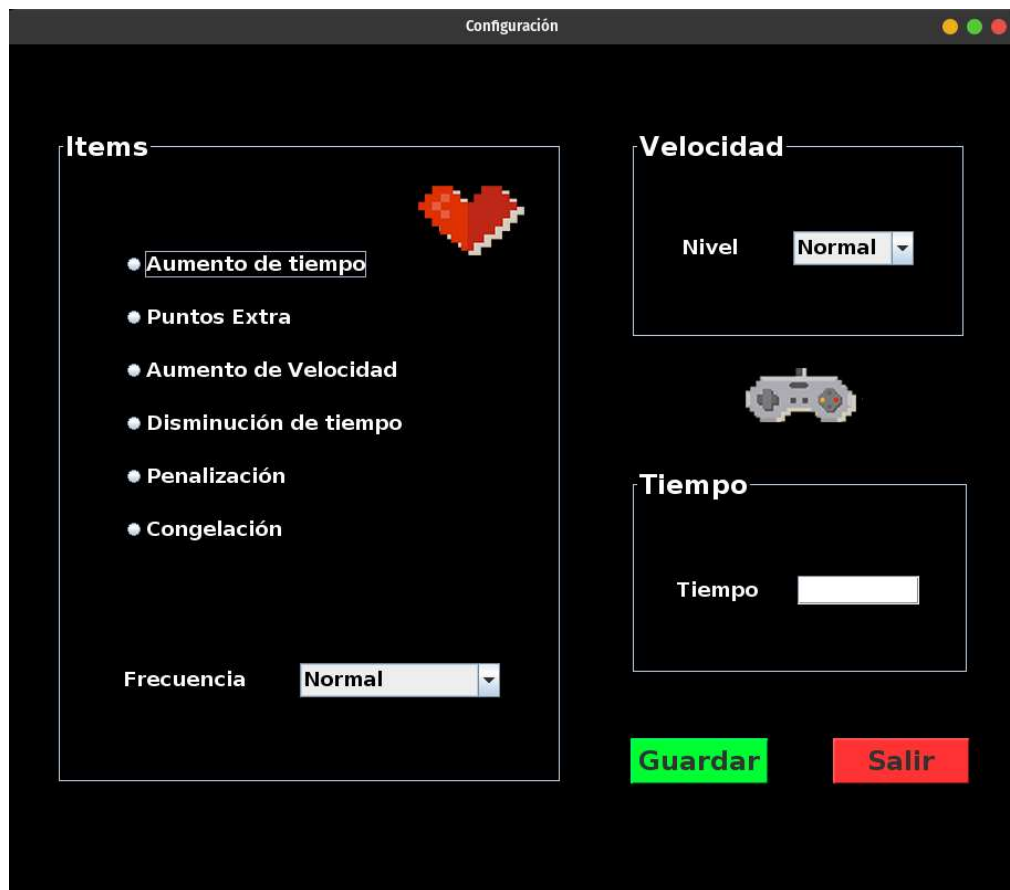 Configuración
Items
Aumento de tiempo
Puntos Extra
Aumento de Velocidad
Disminución de tiempo
Penalización
Congelación
Frecuencia Normal
Velocidad
Nivel Normal
Tiempo
Tiempo
Guardar Salir